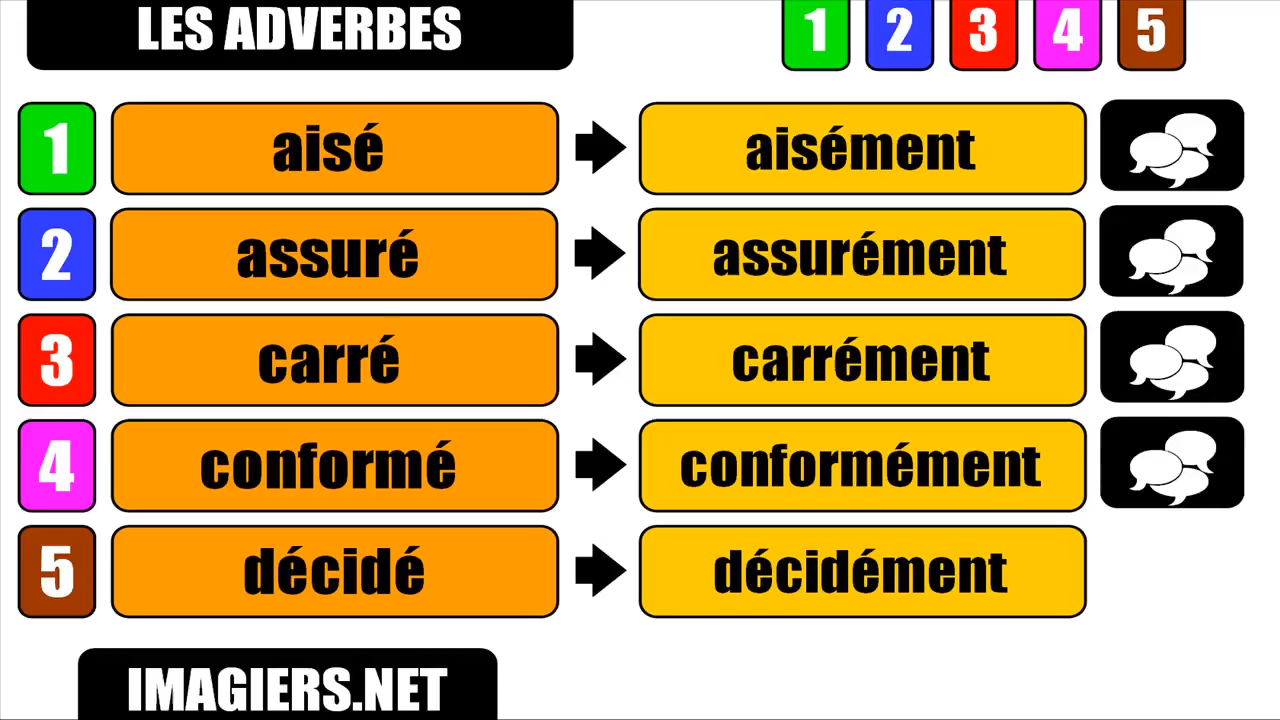 LES ADVERBES
1 2 3 4 5
1 aisé aisément
2 assuré assurément
3 carré carrément
4 conformé conformément
5 décidé décidément
IMAGIERS.NET